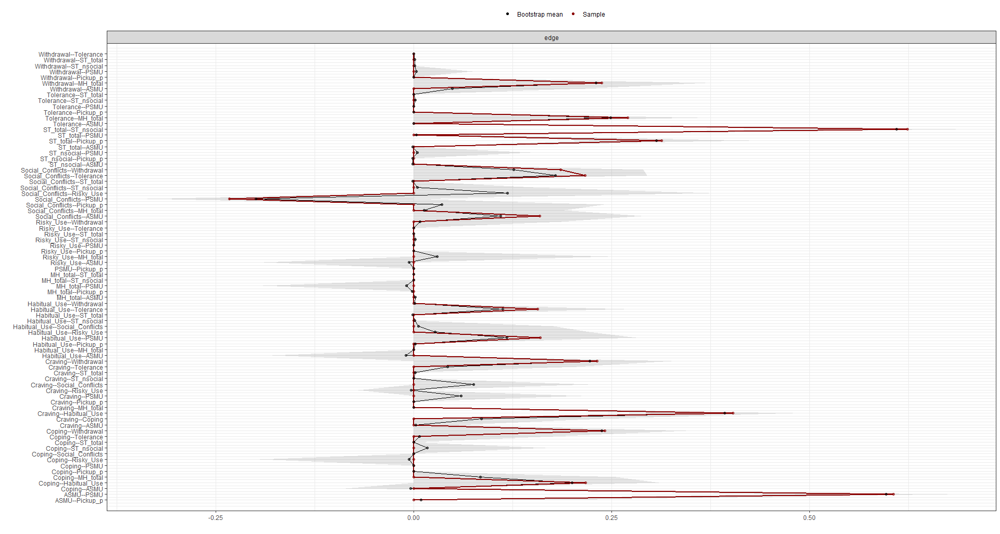 Bootstrap mean Sample
edge
Withdrawal--Tolerance
Withdrawal--ST_total
Withdrawal--ST_nsocial
Withdrawal--PSMU
Withdrawal--Pickup_p
Withdrawal--MH_total
Withdrawal--ASMU
Tolerance--ST_total
Tolerance--ST_nsocial
Tolerance--PSMU
Tolerance--Pickup_p
Tolerance--MH_total
Tolerance--ASMU
ST_total--ST_nsocial
ST_total--PSMU
ST_total--Pickup_p
ST_total--ASMU
ST_nsocial--PSMU
ST_nsocial--Pickup_p
ST_nsocial--ASMU
Social_Conflicts--Withdrawal
Social_Conflicts--Tolerance
Social_Conflicts--ST_total
Social_Conflicts--ST_nsocial
Social_Conflicts--Risky_Use
Social_Conflicts--PSMU
Social_Conflicts--Pickup_p
Social_Conflicts--MH_total
Social_Conflicts--ASMU
Risky_Use--Withdrawal
Risky_Use--Tolerance
Risky_Use--ST_total
Risky_Use--ST_nsocial
Risky_Use--PSMU
Risky_Use--Pickup_p
Risky_Use--MH_total
Risky_Use--ASMU
PSMU--Pickup_p
MH_total--ST_total
MH_total--ST_nsocial
MH_total--PSMU
MH_total--Pickup_p
MH_total--ASMU
Habitual_Use--Withdrawal
Habitual_Use--Tolerance
Habitual_Use--ST_total
Habitual_Use--ST_nsocial
Habitual_Use--Social_Conflicts
Habitual_Use--Risky_Use
Habitual_Use--PSMU
Habitual_Use--Pickup_p
Habitual_Use--MH_total
Habitual_Use--ASMU
Craving--Withdrawal
Craving--Tolerance
Craving--ST_total
Craving--ST_nsocial
Craving--Social_Conflicts
Craving--Risky_Use
Craving--PSMU
Craving--Pickup_p
Craving--MH_total
Craving--Habitual_Use
Craving--Coping
Craving--ASMU
Coping--Withdrawal
Coping--Tolerance
Coping--ST_total
Coping--ST_nsocial
Coping--Social_Conflicts
Coping--Risky_Use
Coping--PSMU
Coping--Pickup_p
Coping--MH_total
Coping--Habitual_Use
Coping--ASMU
ASMU--PSMU
ASMU--Pickup_p
-0.25 0.00 0.25 0.50